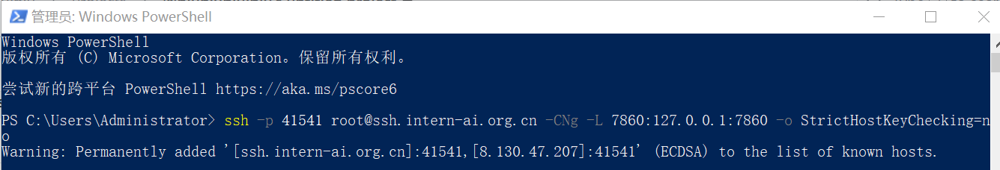 管理员: Windows PowerShell
Windows PowerShell
版权所有 (C) Microsoft Corporation。保留所有权利。
尝试新的跨平台 PowerShell https://aka.ms/pscore6
PS C:\Users\Administrator> ssh -p 41541 root@ssh.intern-ai.org.cn -CNg -L 7860:127.0.0.1:7860 -o StrictHostKeyChecking=n
o
Warning: Permanently added '[ssh.intern-ai.org.cn]:41541,[8.130.47.207]:41541' (ECDSA) to the list of known hosts.